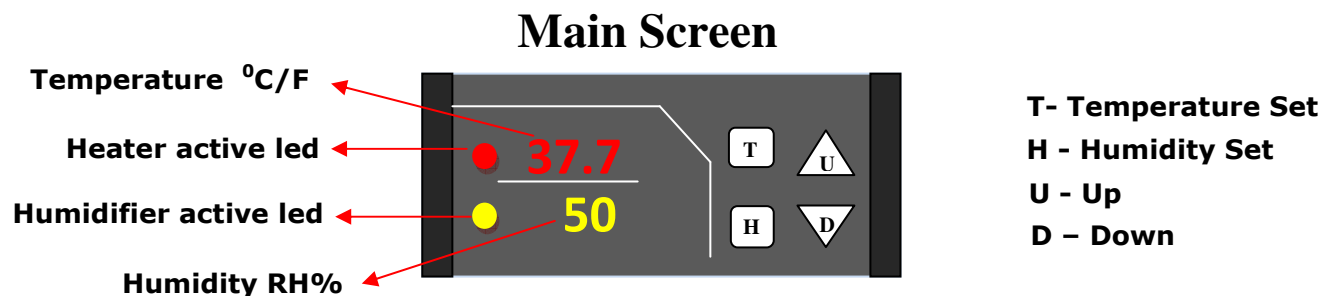 Main Screen
Temperature ⁰C/F
Heater active led
Humidifier active led
Humidity RH%
37.7
50
T
U
H
D
T- Temperature Set
H - Humidity Set
U - Up
D – Down